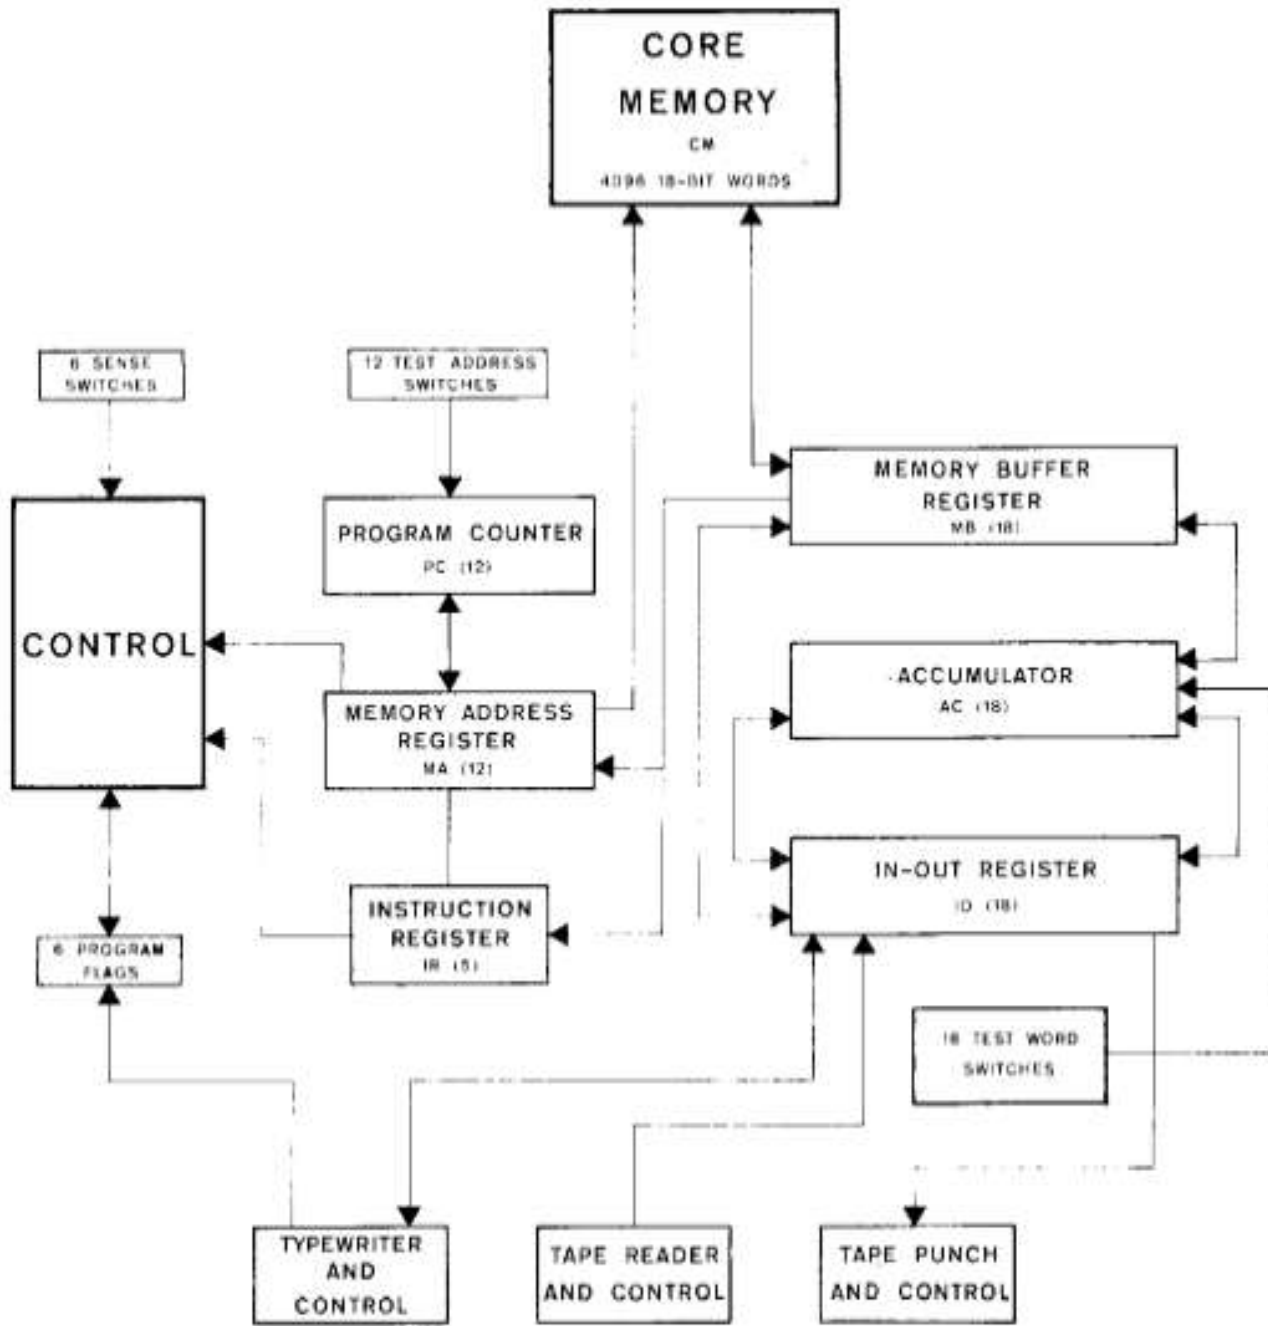 CORE
MEMORY
CM
4096 18-BIT WORDS
6 SENSE
SWITCHES
12 TEST ADDRESS
SWITCHES
MEMORY BUFFER
REGISTER
MB (18)
PROGRAM COUNTER
PC (12)
CONTROL
ACCUMULATOR
AC (18)
MEMORY ADDRESS
REGISTER
MA (12)
IN-OUT REGISTER
IO (18)
INSTRUCTION
REGISTER
IR (5)
6 PROGRAM
FLAGS
18 TEST WORD
SWITCHES
TYPEWRITER
AND
CONTROL
TAPE READER
AND CONTROL
TAPE PUNCH
AND CONTROL